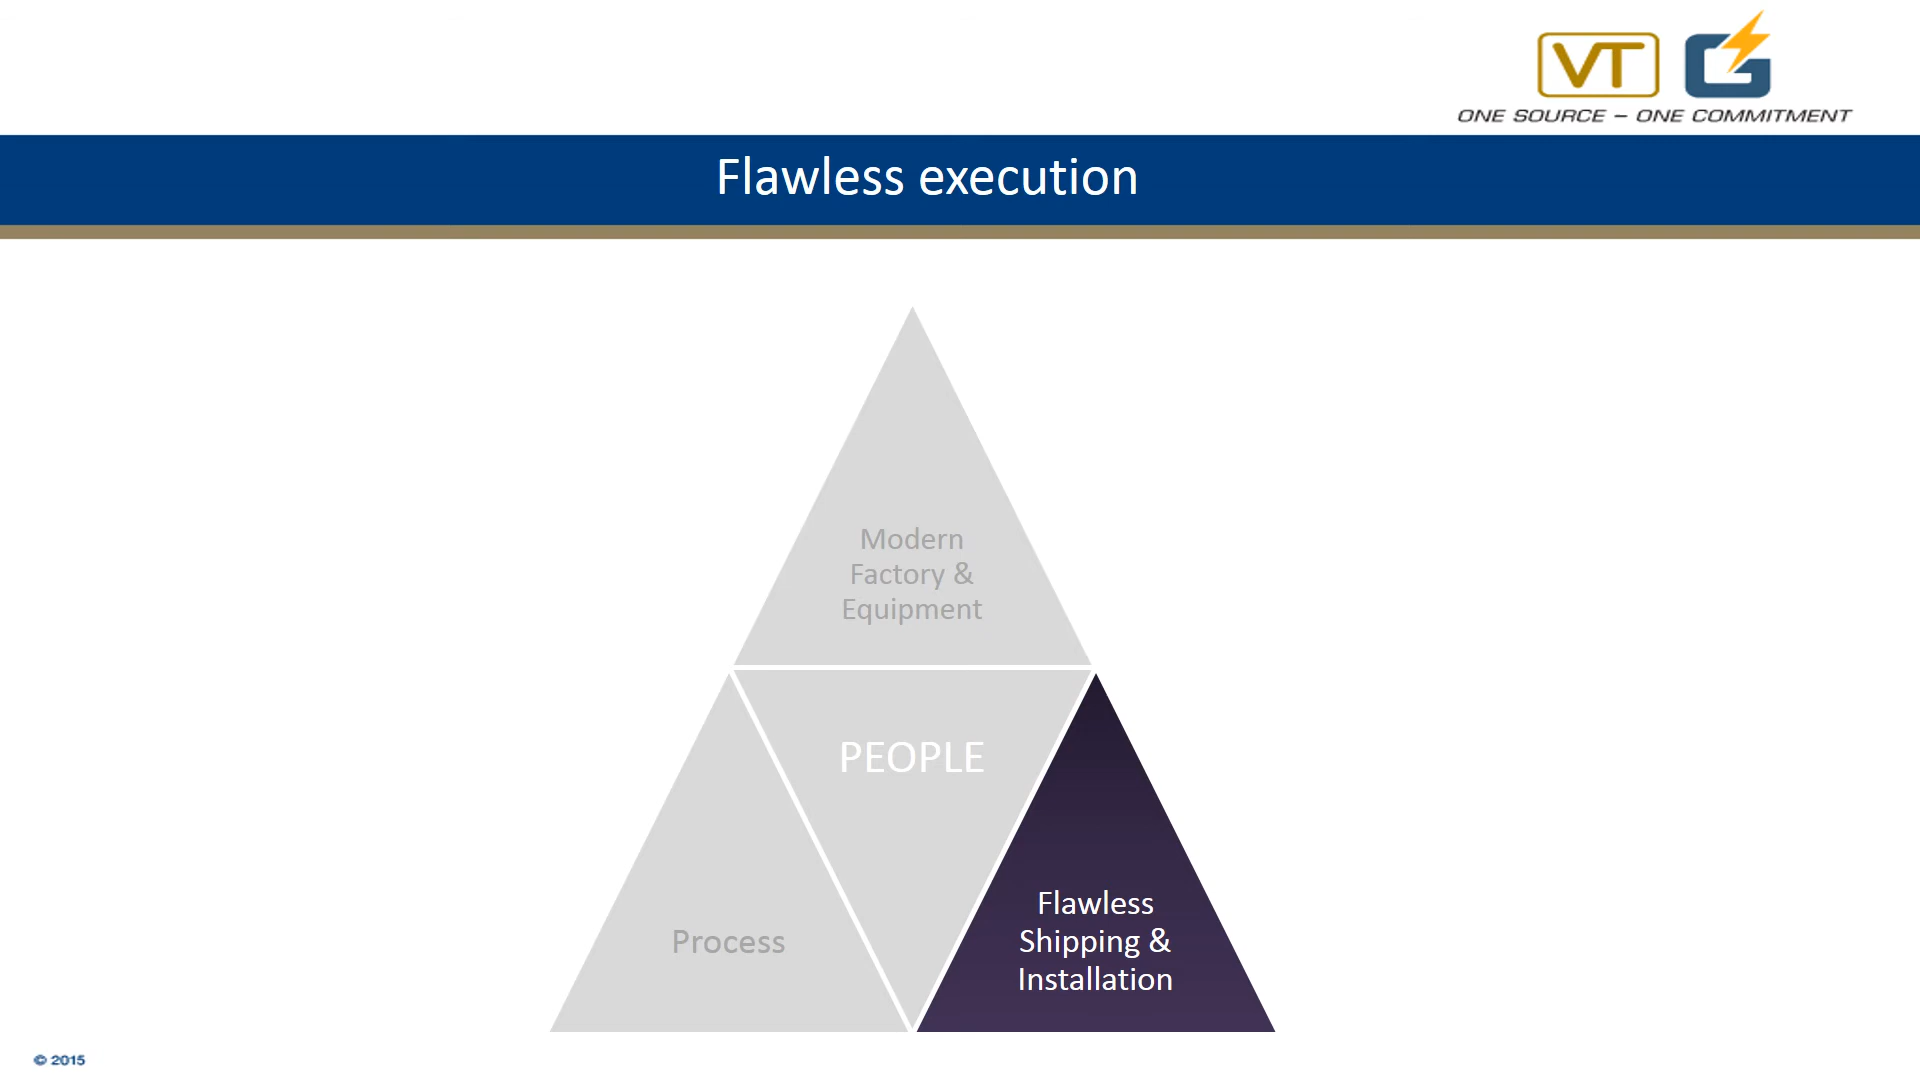 VT G
ONE SOURCE – ONE COMMITMENT
Flawless execution
Modern
Factory &
Equipment
PEOPLE
Process
Flawless
Shipping &
Installation
© 2015